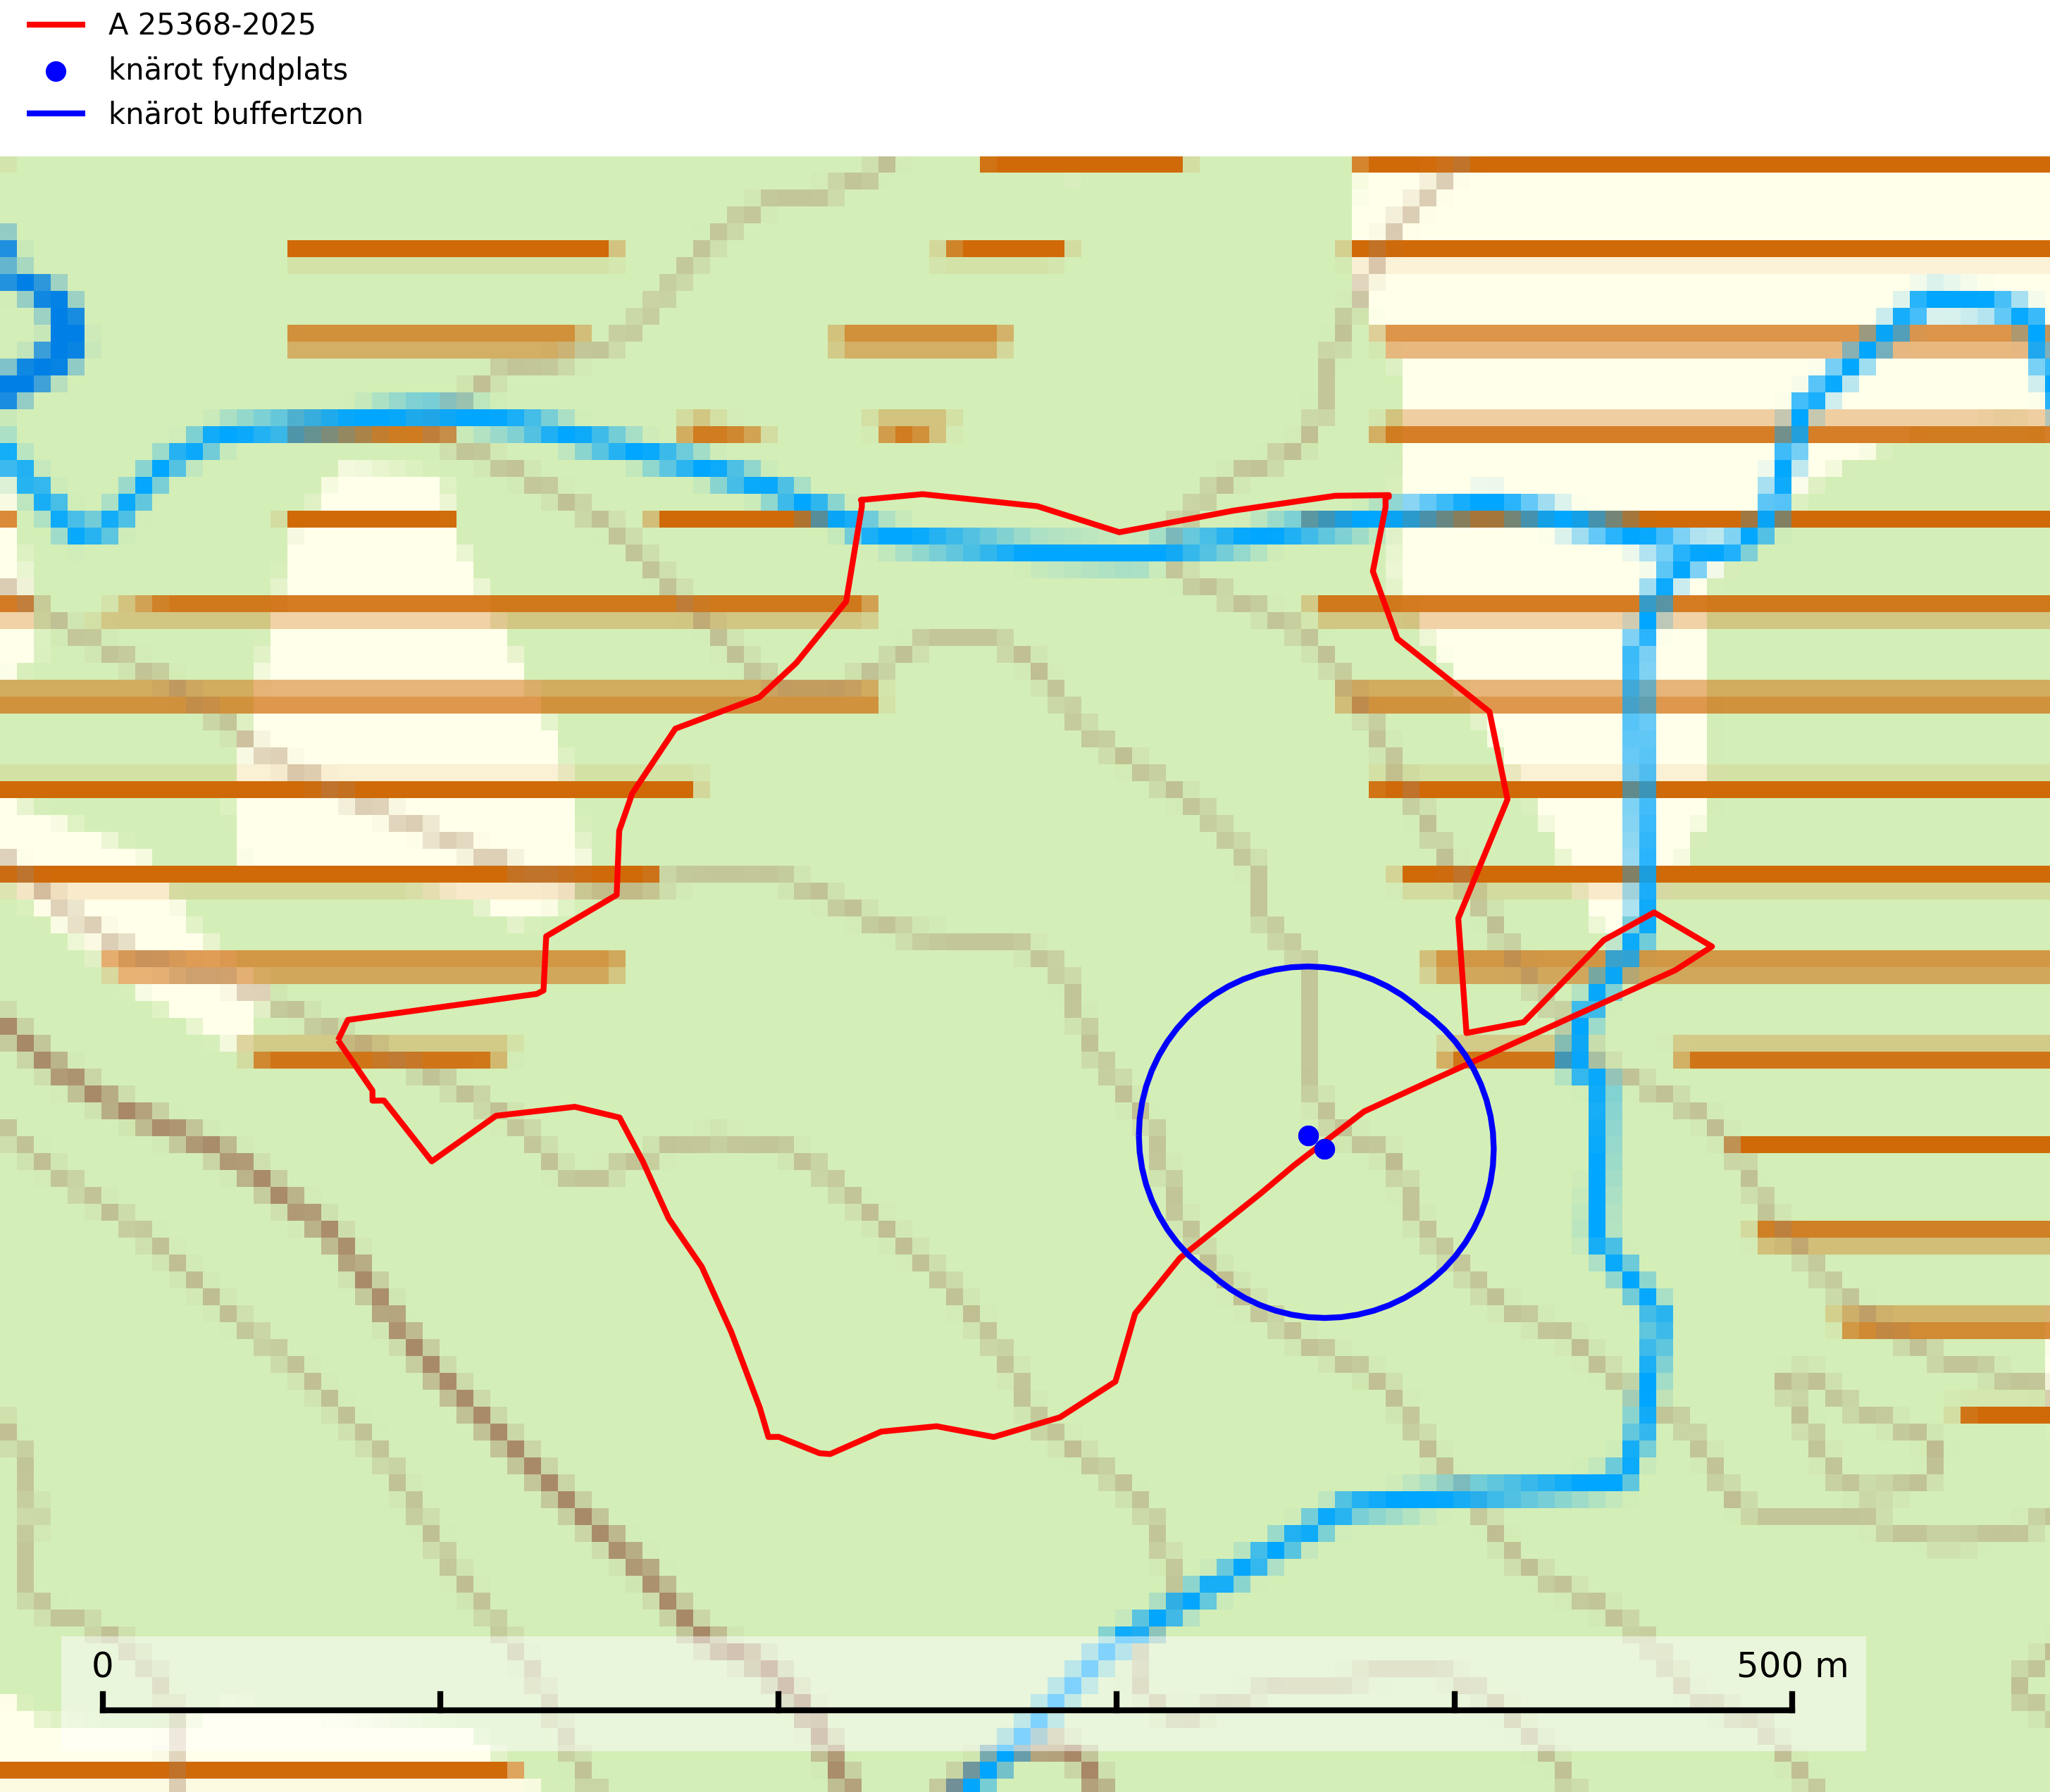 A 25368-2025
knärot fyndplats
knärot buffertzon
0
500 m